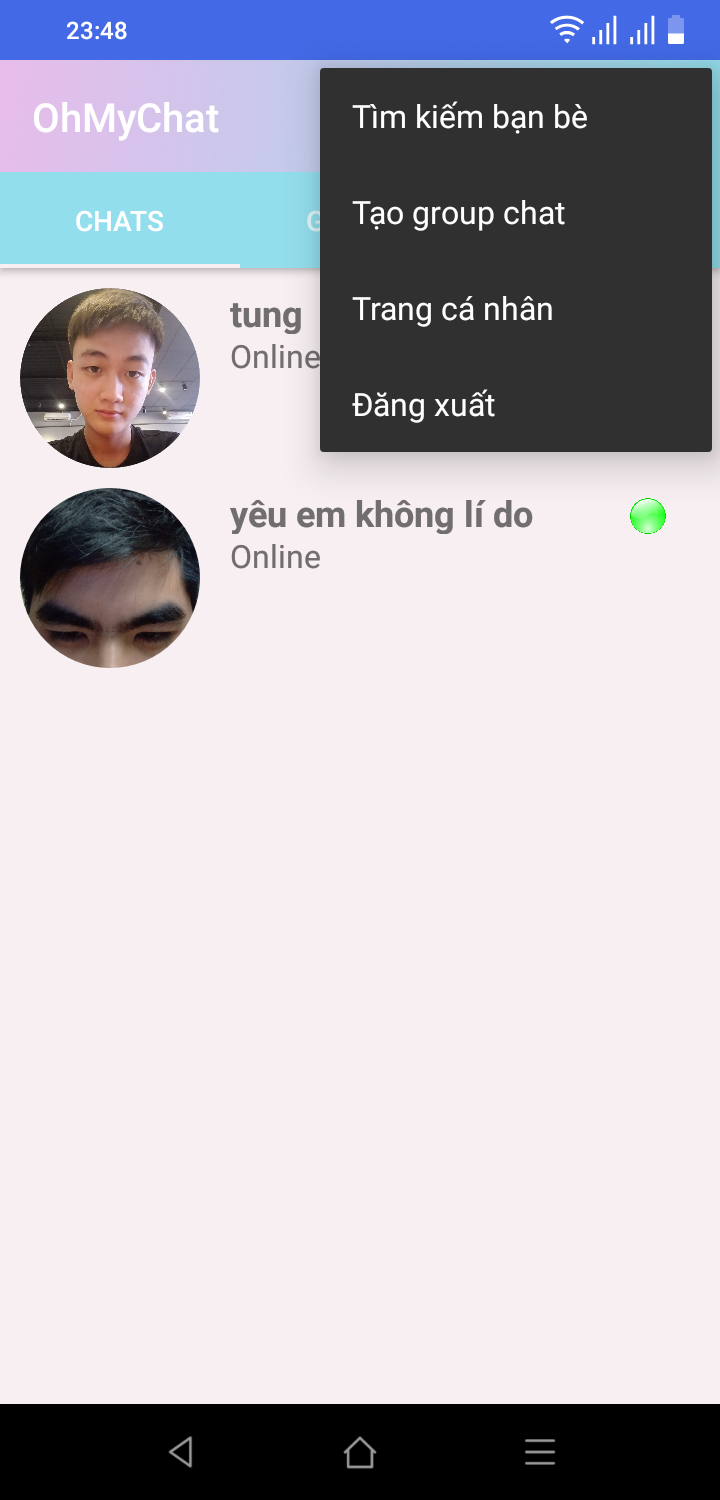 23:48
OhMyChat
Tìm kiếm bạn bè
Tạo group chat
Trang cá nhân
Đăng xuất
CHATS
tung
Online
yêu em không lí do
Online